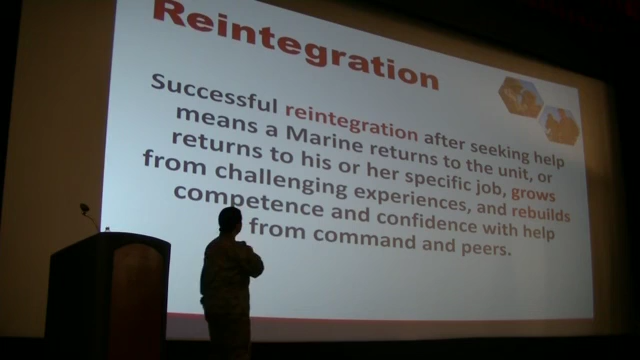 Reintegration
Successful reintegration after seeking help
means a Marine returns to the unit, or
returns to his or her specific job, grows
from challenging experiences, and rebuilds
competence and confidence with help
from command and peers.